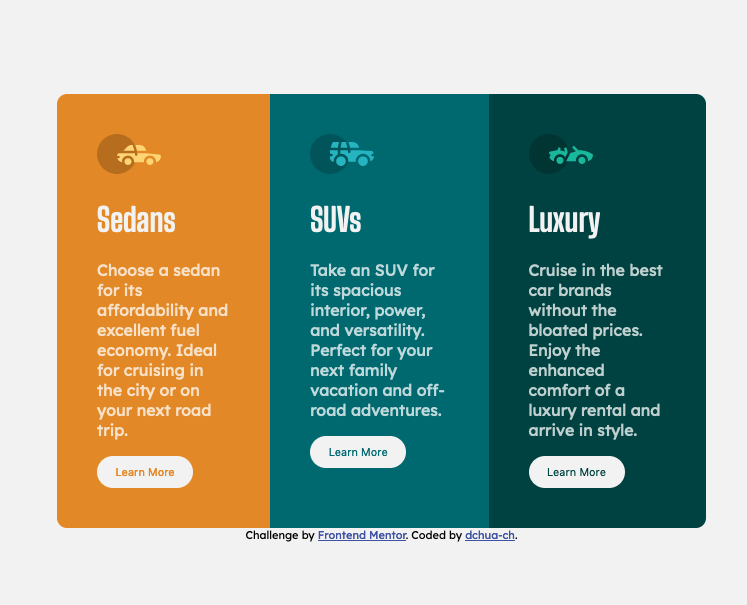 Sedans
Choose a sedan
for its
affordability and
excellent fuel
economy. Ideal
for cruising in
the city or on
your next road
trip.
Learn More
SUVs
Take an SUV for
its spacious
interior, power,
and versatility.
Perfect for your
next family
vacation and off-
road adventures.
Learn More
Luxury
Cruise in the best
car brands
without the
bloated prices.
Enjoy the
enhanced
comfort of a
luxury rental and
arrive in style.
Learn More
Challenge by Frontend Mentor. Coded by dchua-ch.